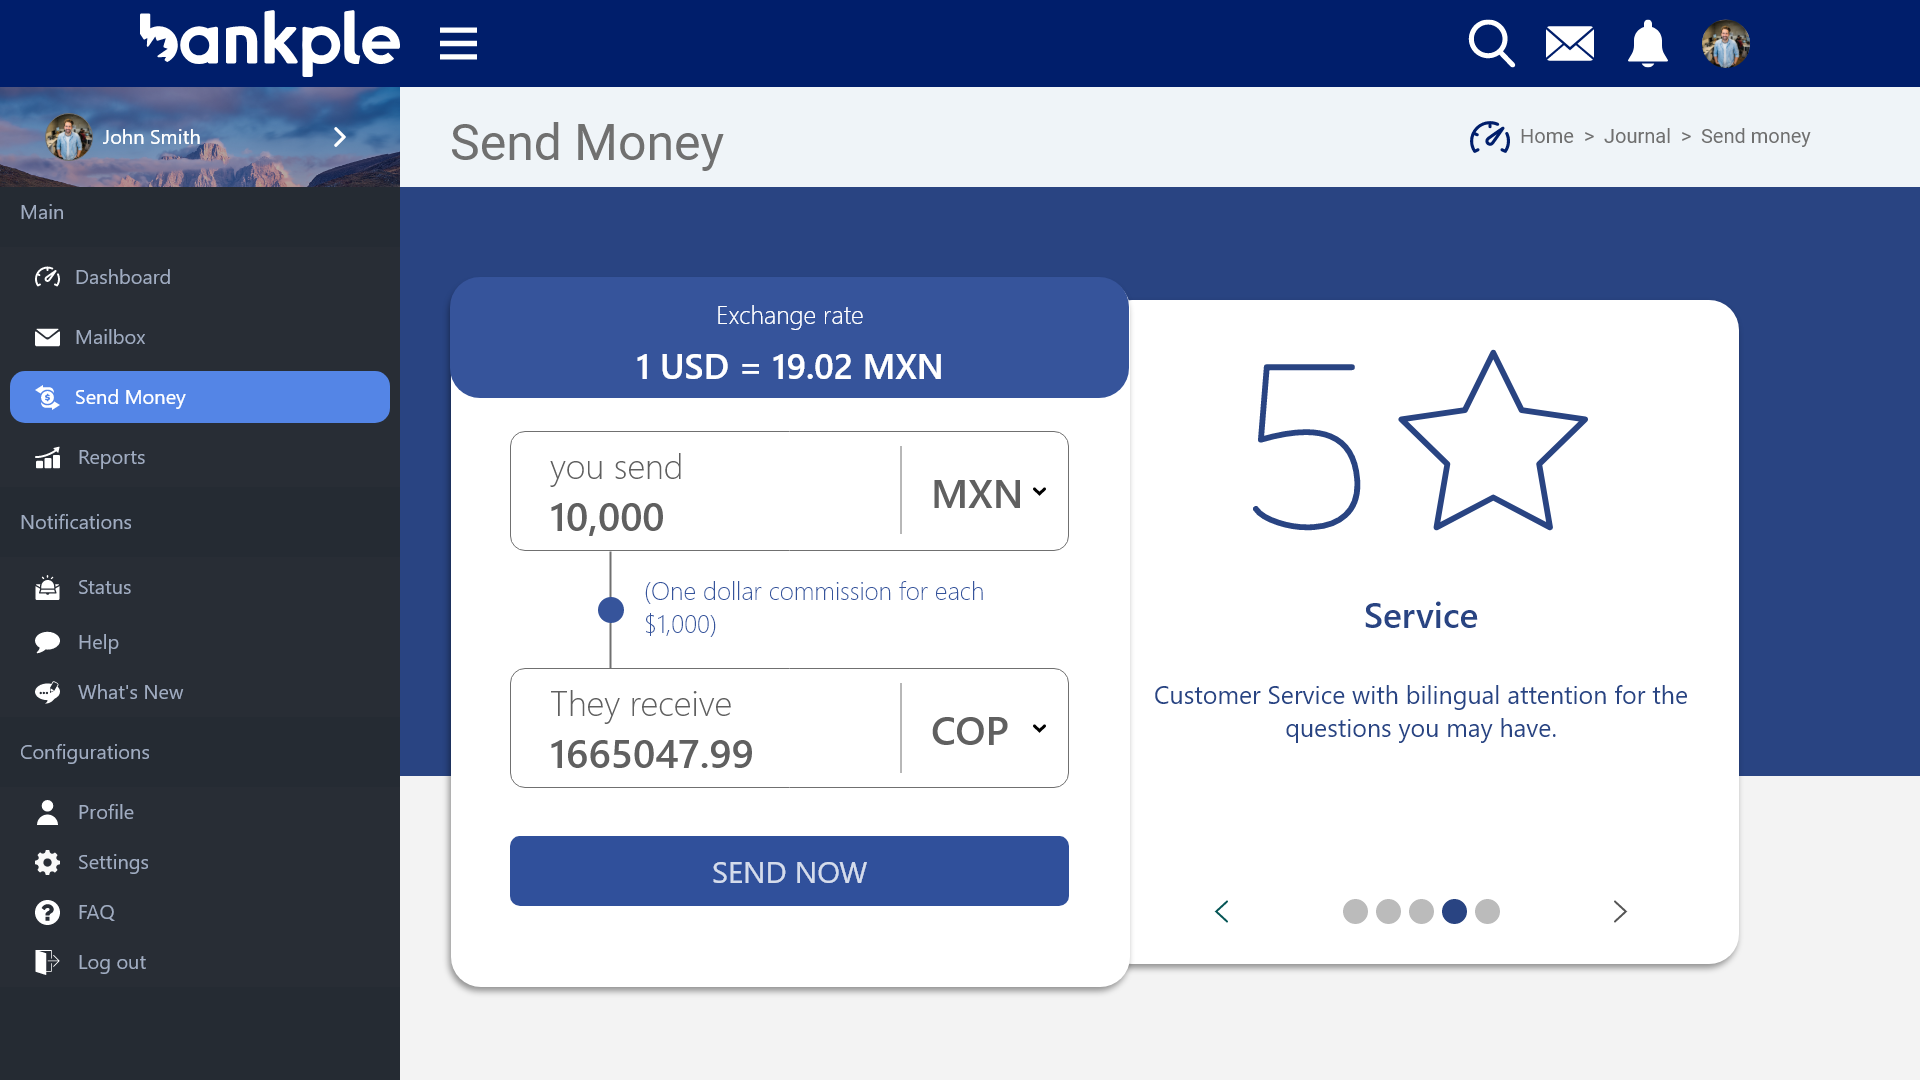 bankple
John Smith
Send Money
Home > Journal > Send money
Main
Dashboard
Mailbox
Send Money
Reports
Notifications
Status
Help
What's New
Configurations
Profile
Settings
FAQ
Log out
Exchange rate
1 USD = 19.02 MXN
you send
10,000
MXN
(One dollar commission for each
$1,000)
They receive
1665047.99
COP
SEND NOW
5
Service
Customer Service with bilingual attention for the
questions you may have.